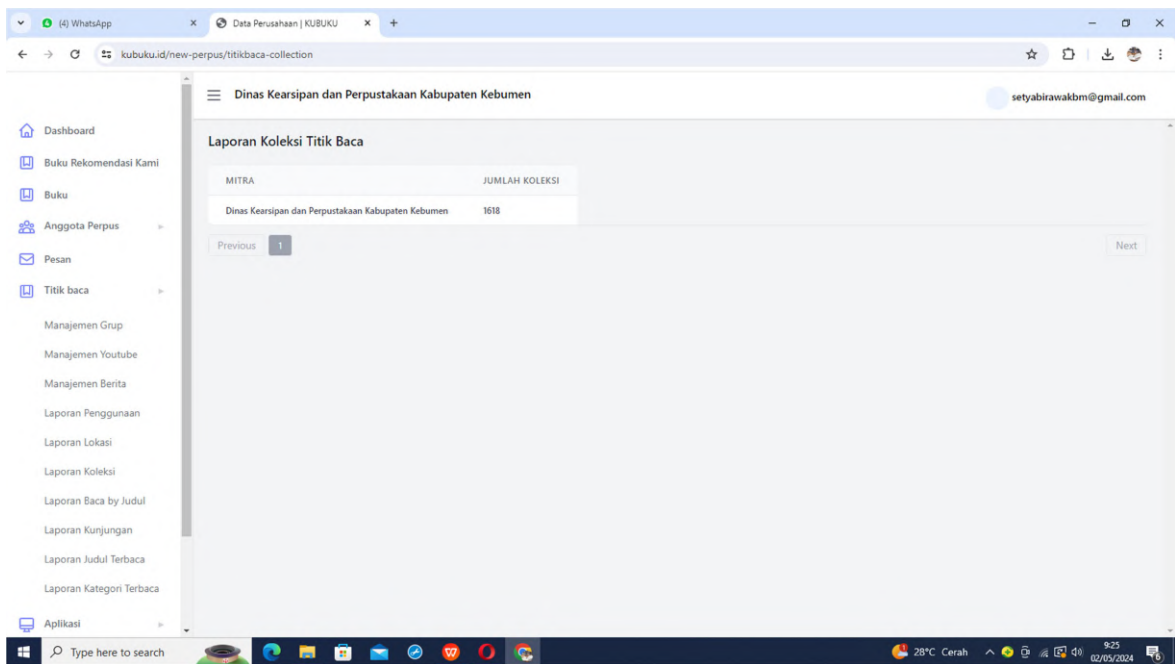 (4) WhatsApp
Data Perusahaan | KUBUKU
kubuku.id/new-perpus/titikbaca-collection
Dinas Kearsipan dan Perpustakaan Kabupaten Kebumen
setyabirawakbm@gmail.com
Dashboard
Buku Rekomendasi Kami
Buku
Anggota Perpus
Pesan
Titik baca
Manajemen Grup
Manajemen Youtube
Manajemen Berita
Laporan Penggunaan
Laporan Lokasi
Laporan Koleksi
Laporan Baca by Judul
Laporan Kunjungan
Laporan Judul Terbaca
Laporan Kategori Terbaca
Aplikasi
Laporan Koleksi Titik Baca
MITRA JUMLAH KOLEKSI
Dinas Kearsipan dan Perpustakaan Kabupaten Kebumen 1618
Previous 1 Next
Type here to search
28°C Cerah
9:25
02/05/2024